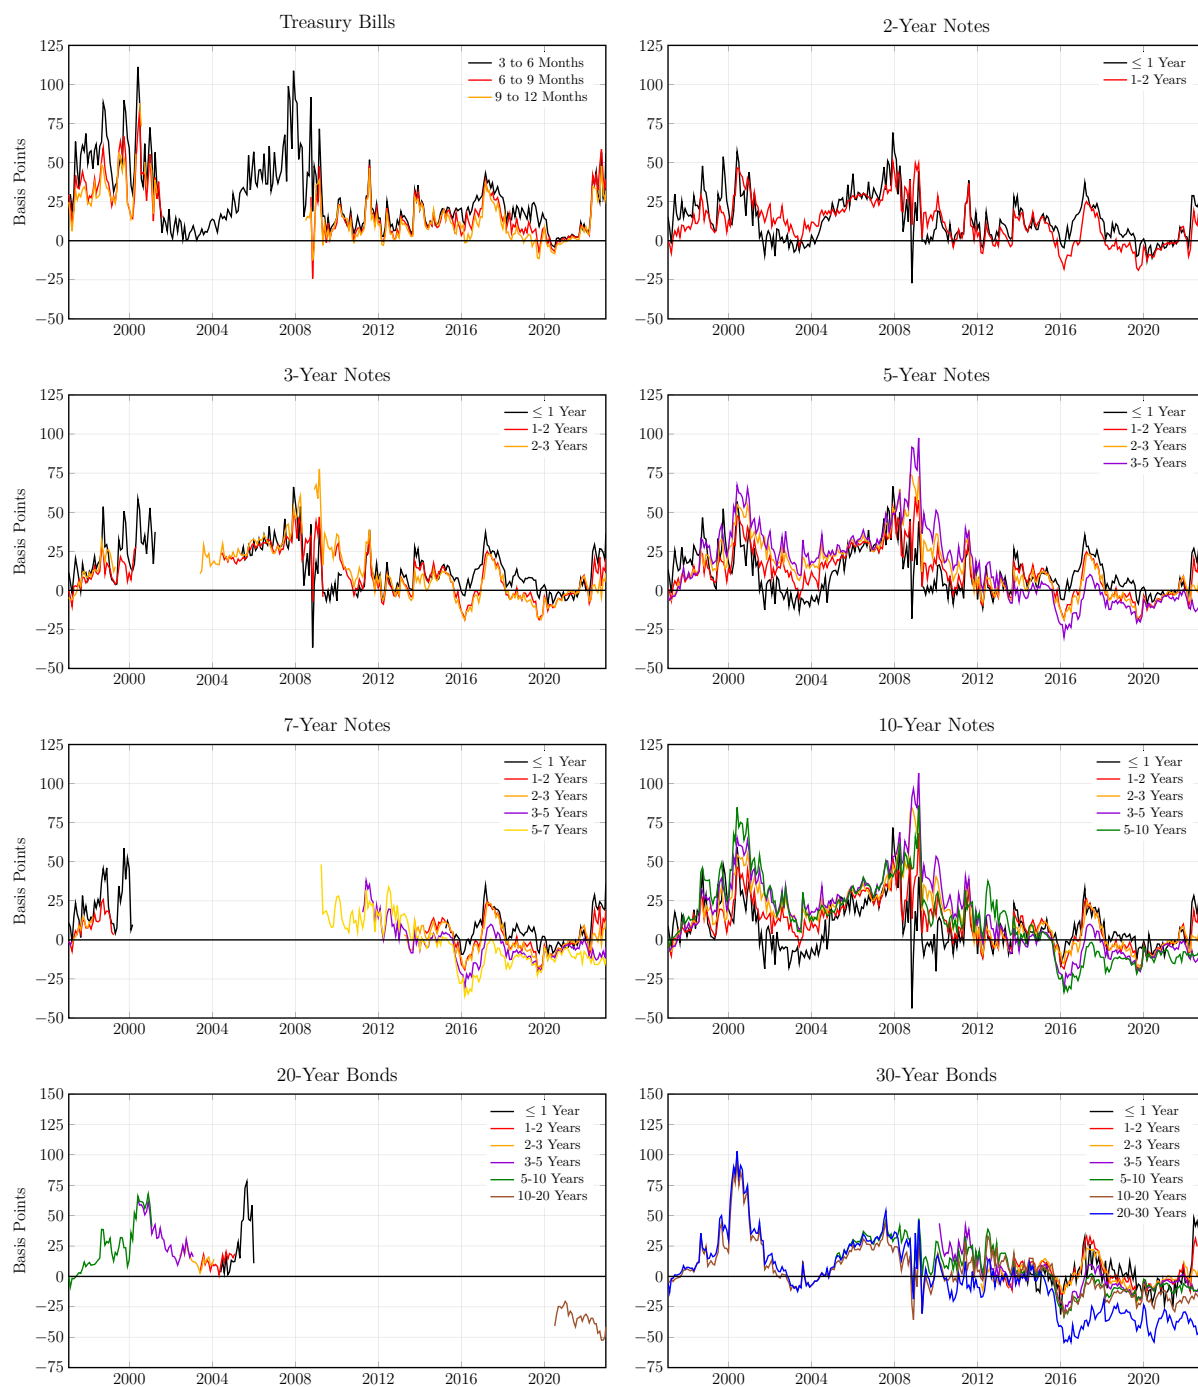 Treasury Bills
125
100
75
50
25
0
−25
−50
Basis Points
3 to 6 Months
6 to 9 Months
9 to 12 Months
2000 2004 2008 2012 2016 2020
2-Year Notes
125
100
75
50
25
0
−25
−50
≤ 1 Year
1-2 Years
2000 2004 2008 2012 2016 2020
3-Year Notes
125
100
75
50
25
0
−25
−50
Basis Points
≤ 1 Year
1-2 Years
2-3 Years
2000 2004 2008 2012 2016 2020
5-Year Notes
125
100
75
50
25
0
−25
−50
≤ 1 Year
1-2 Years
2-3 Years
3-5 Years
2000 2004 2008 2012 2016 2020
7-Year Notes
125
100
75
50
25
0
−25
−50
Basis Points
≤ 1 Year
1-2 Years
2-3 Years
3-5 Years
5-7 Years
2000 2004 2008 2012 2016 2020
10-Year Notes
125
100
75
50
25
0
−25
−50
≤ 1 Year
1-2 Years
2-3 Years
3-5 Years
5-10 Years
2000 2004 2008 2012 2016 2020
20-Year Bonds
150
125
100
75
50
25
0
−25
−50
−75
Basis Points
≤ 1 Year
1-2 Years
2-3 Years
3-5 Years
5-10 Years
10-20 Years
2000 2004 2008 2012 2016 2020
30-Year Bonds
150
125
100
75
50
25
0
−25
−50
−75
≤ 1 Year
1-2 Years
2-3 Years
3-5 Years
5-10 Years
10-20 Years
20-30 Years
2000 2004 2008 2012 2016 2020